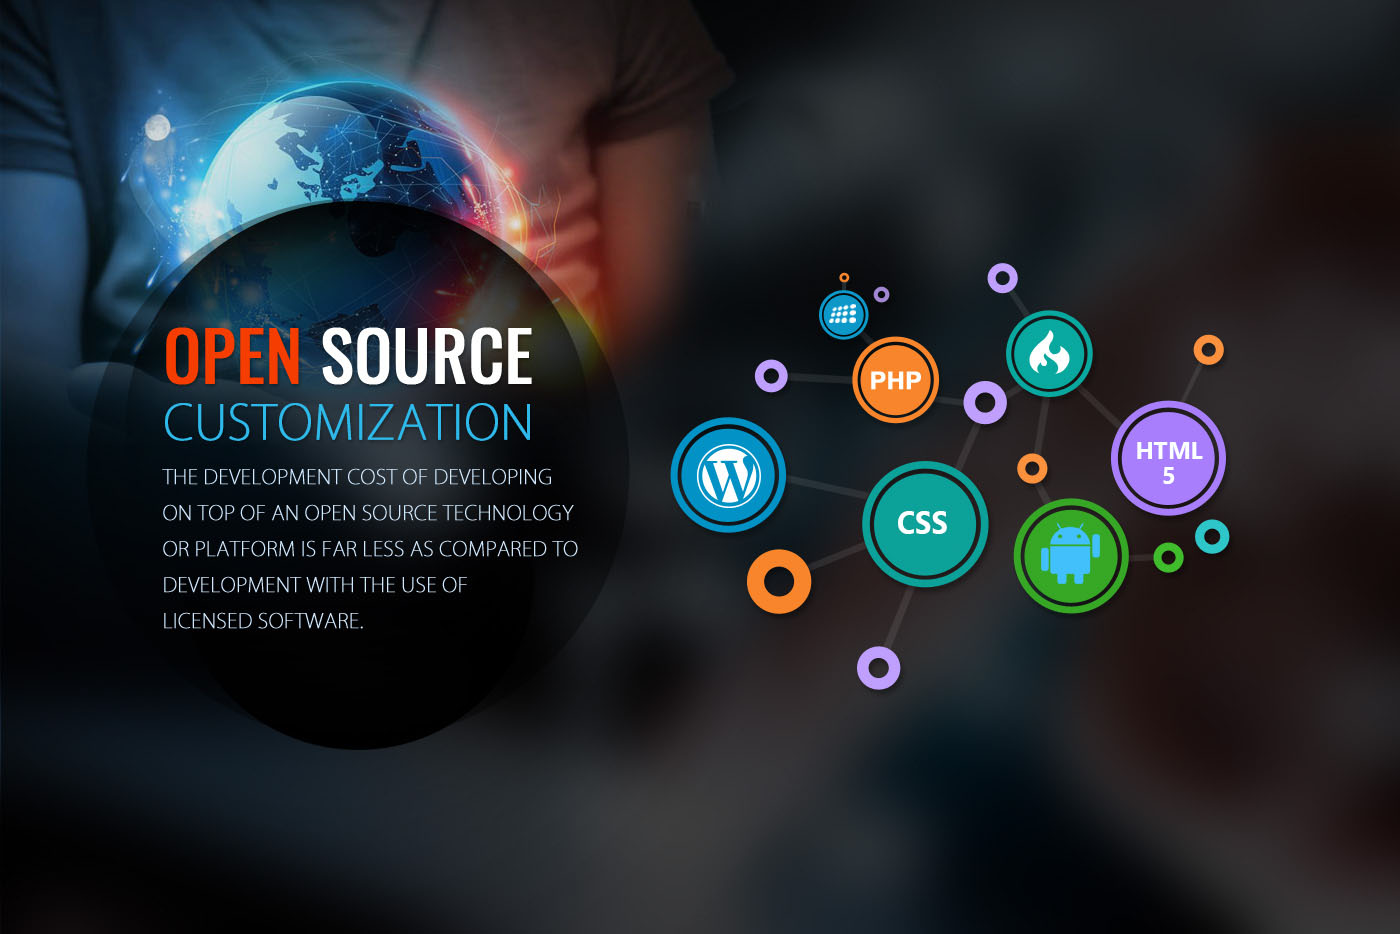 OPEN SOURCE
CUSTOMIZATION
THE DEVELOPMENT COST OF DEVELOPING
ON TOP OF AN OPEN SOURCE TECHNOLOGY
OR PLATFORM IS FAR LESS AS COMPARED TO
DEVELOPMENT WITH THE USE OF
LICENSED SOFTWARE.
PHP
W
CSS
HTML
5